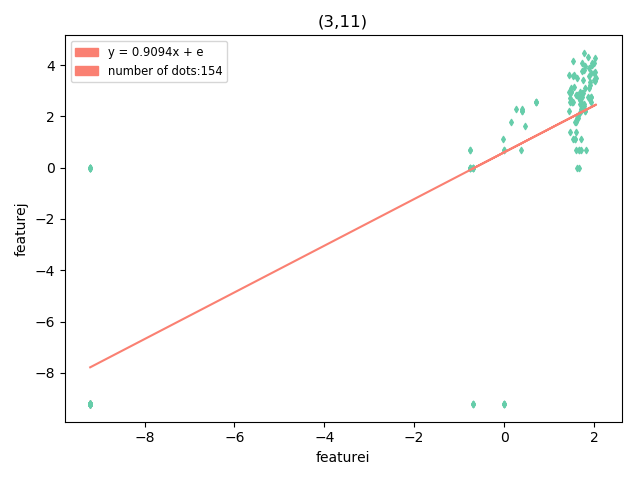 (3,11)
y = 0.9094x + e
number of dots:154
4
2
0
−2
−4
−6
−8
featurej
−8 −6 −4 −2 0 2
featurei